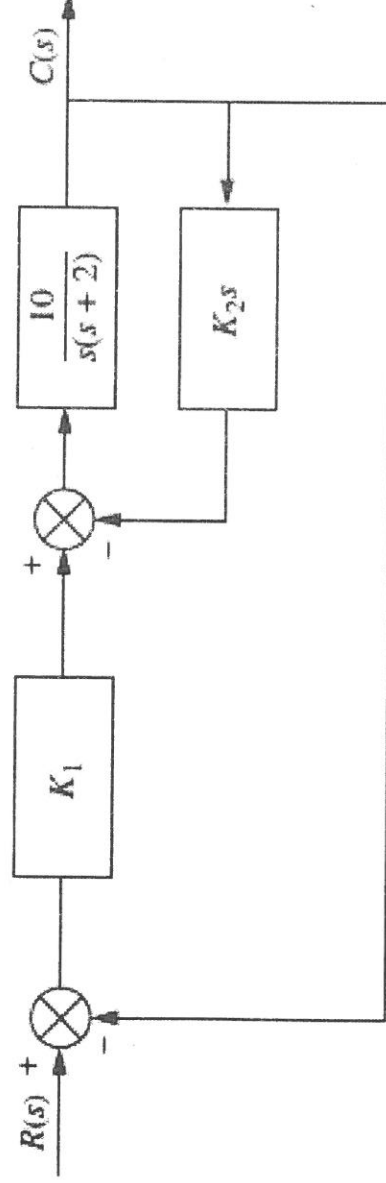 R(s)
+
-
K₁
+
-
10
s(s + 2)
C(s)
K₂s